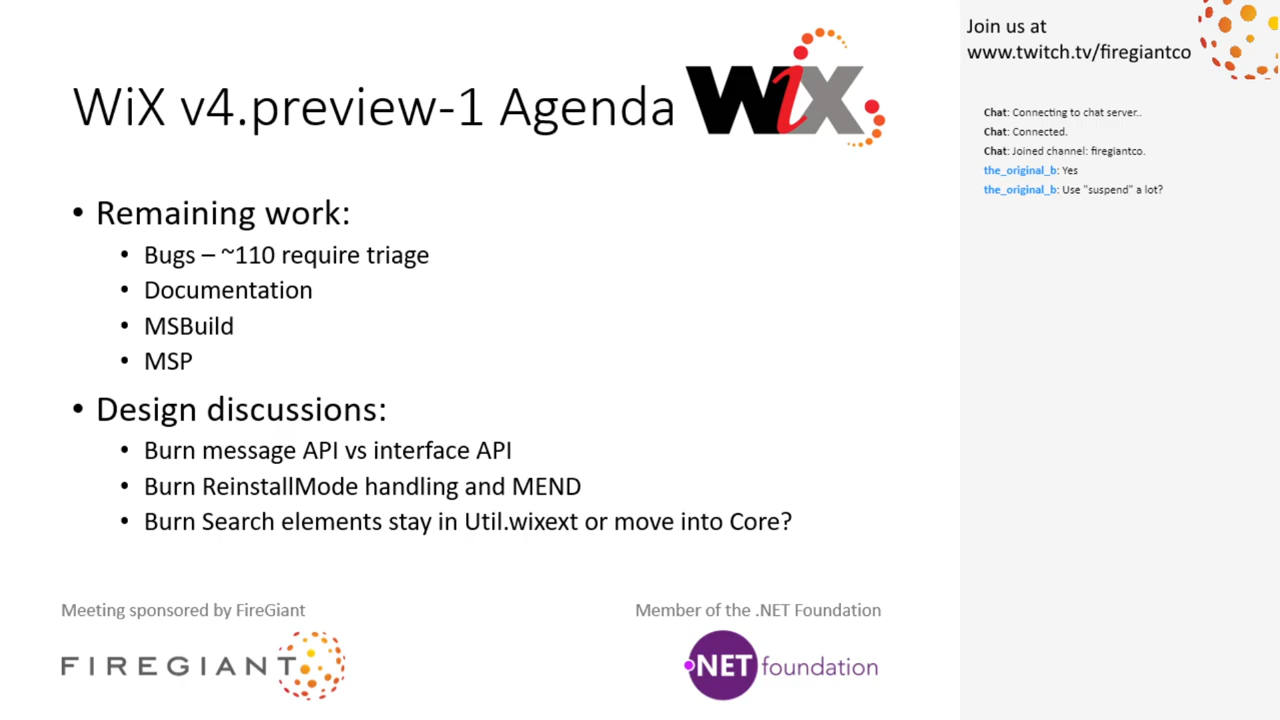 WiX v4.preview-1 Agenda
WiX
• Remaining work:
• Bugs – ~110 require triage
• Documentation
• MSBuild
• MSP
• Design discussions:
• Burn message API vs interface API
• Burn ReinstallMode handling and MEND
• Burn Search elements stay in Util.wixext or move into Core?
Meeting sponsored by FireGiant
FIREGIANT
Member of the .NET Foundation
.NET foundation
Join us at
www.twitch.tv/firegiantco
Chat: Connecting to chat server..
Chat: Connected.
Chat: Joined channel: firegiantco.
the_original_b: Yes
the_original_b: Use "suspend" a lot?